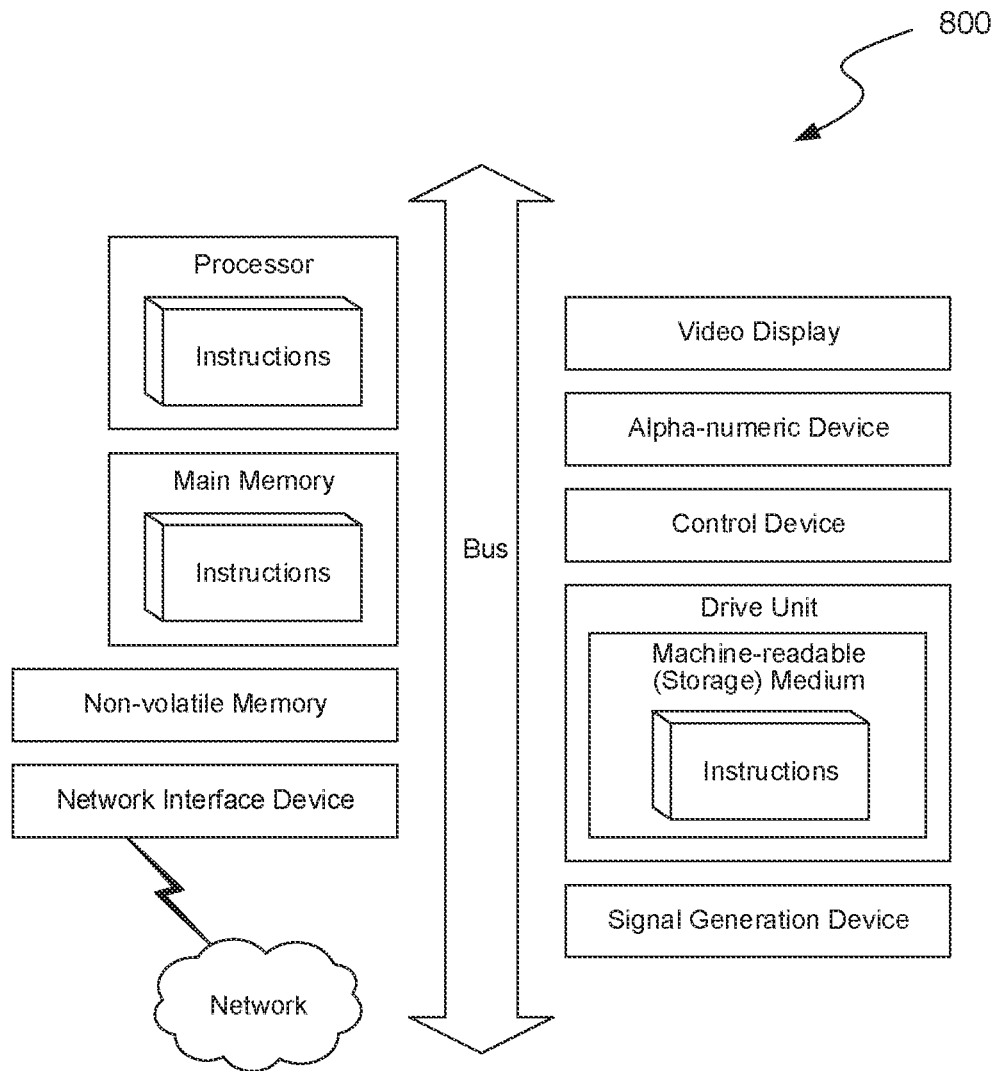 800
Processor
Instructions
Main Memory
Instructions
Non-volatile Memory
Network Interface Device
Network
Bus
Video Display
Alpha-numeric Device
Control Device
Drive Unit
Machine-readable
(Storage) Medium
Instructions
Signal Generation Device